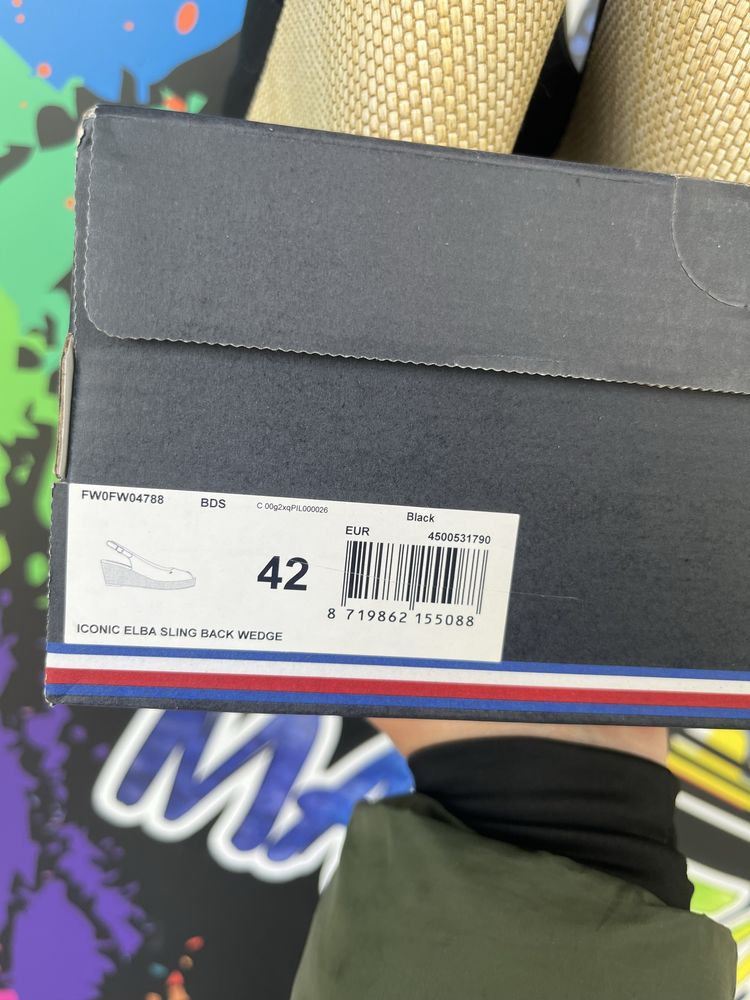 FW0FW04788 BDS C 00g2xqPIL000026 Black
EUR 4500531790
42
8 719862 155088
ICONIC ELBA SLING BACK WEDGE